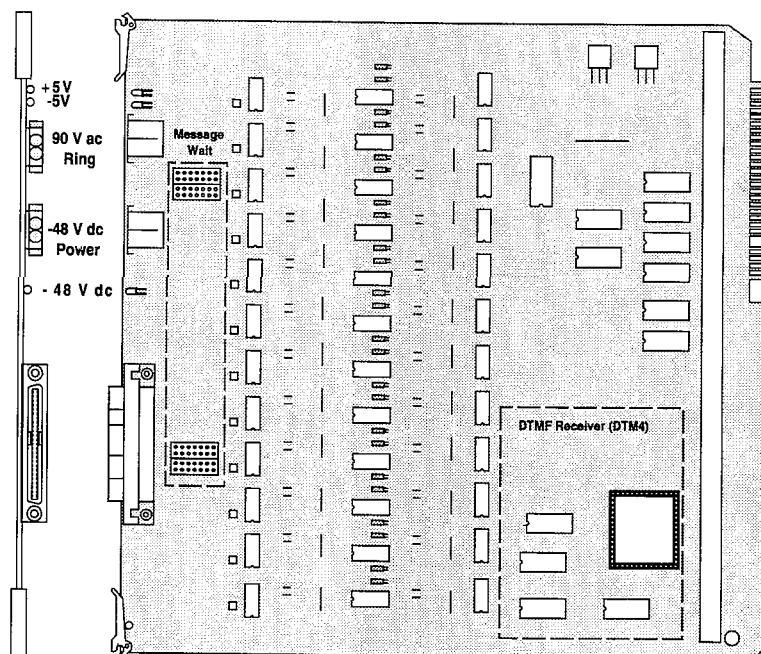 +5V
-5V
90 V ac
Ring
Message
Wait
-48 V dc
Power
- 48 V dc
DTMF Receiver (DTM4)